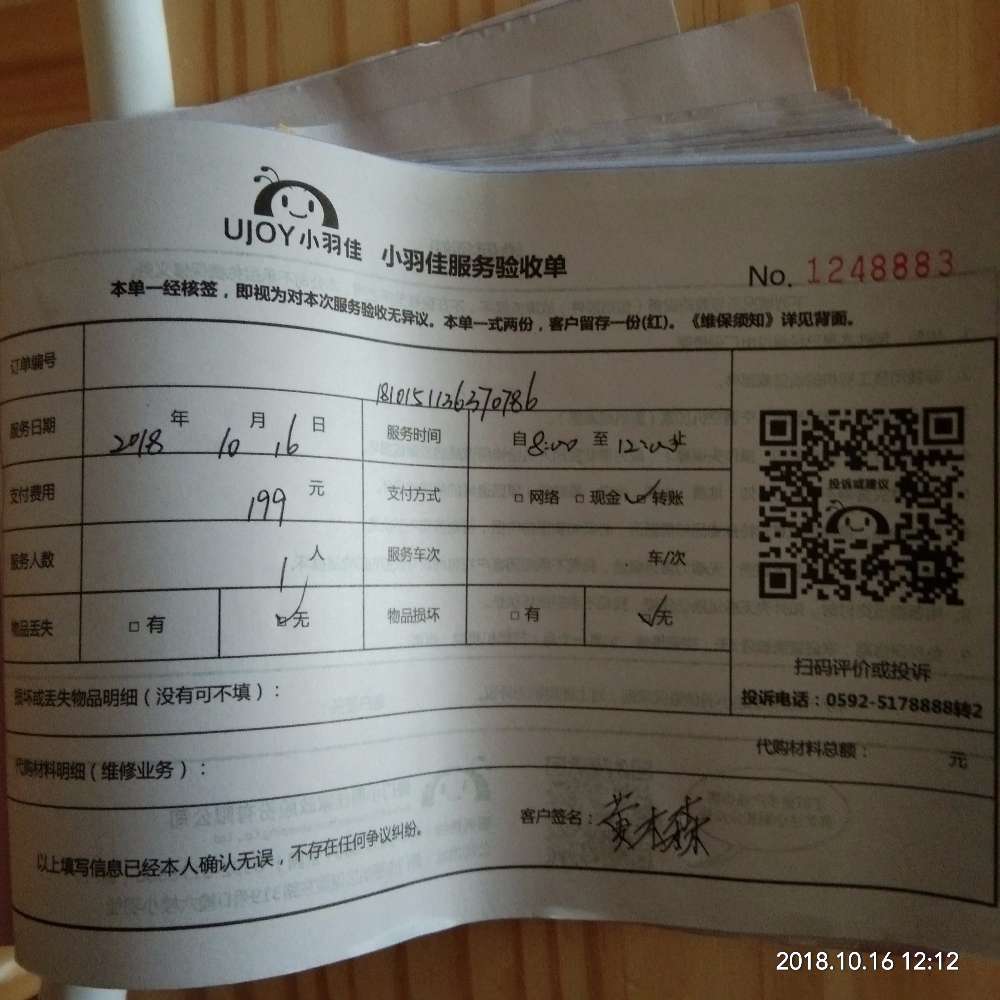 UJOY小羽佳 小羽佳服务验收单
No. 1248883
本单一经核签，即视为对本次服务验收无异议。本单一式两份，客户留存一份(红)。《维保须知》详见背面。
订单编号 181015113637 0786
服务日期 2018 年 10 月 16 日 服务时间 自8:00 至
支付费用 199 元 支付方式 □ 网络 □ 现金 ✓□ 转账
服务人数 1 人 服务车次 车/次
物品丢失 □ 有 ☑无 物品损坏 □ 有 ☑无
投诉或建议
扫码评价或投诉
投诉电话：0592-5178888转2
损坏或丢失物品明细（没有可不填）：
代购材料明细（维修业务）： 代购材料总额： 元
以上填写信息已经本人确认无误，不存在任何争议纠纷。 客户签名：黄杰森
2018.10.16 12:12